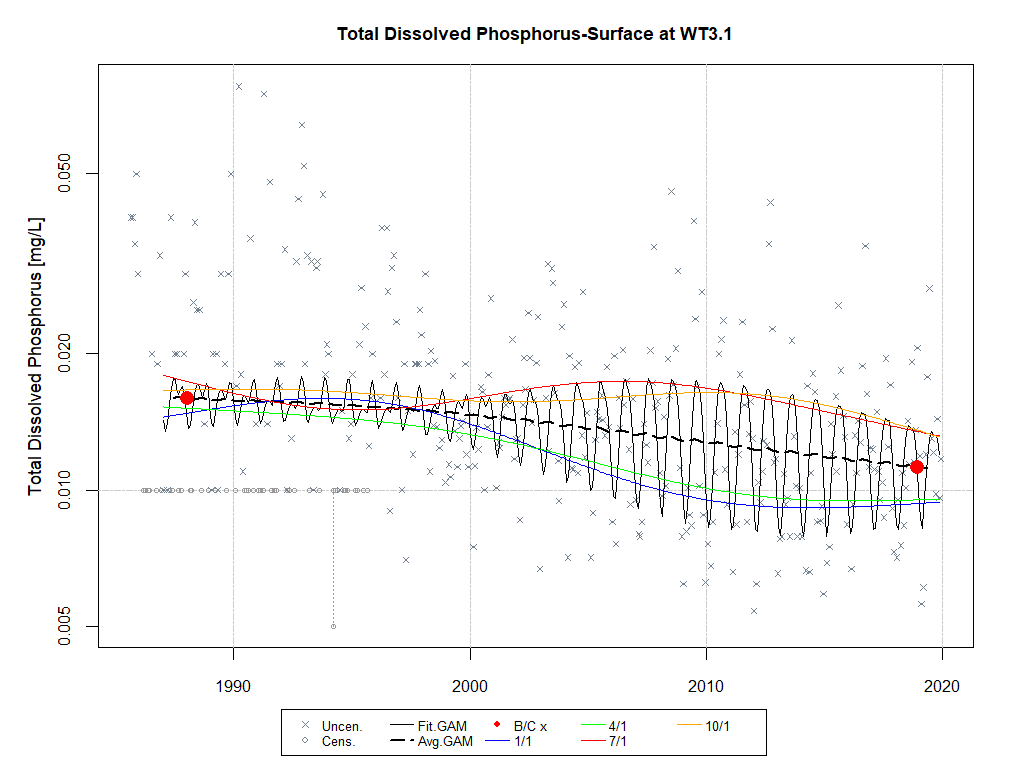 Total Dissolved Phosphorus-Surface at WT3.1
Total Dissolved Phosphorus [mg/L]
0.050
0.020
0.010
0.005
1990 2000 2010 2020
Uncen. Fit.GAM B/C x 4/1 10/1
Cens. Avg.GAM 1/1 7/1